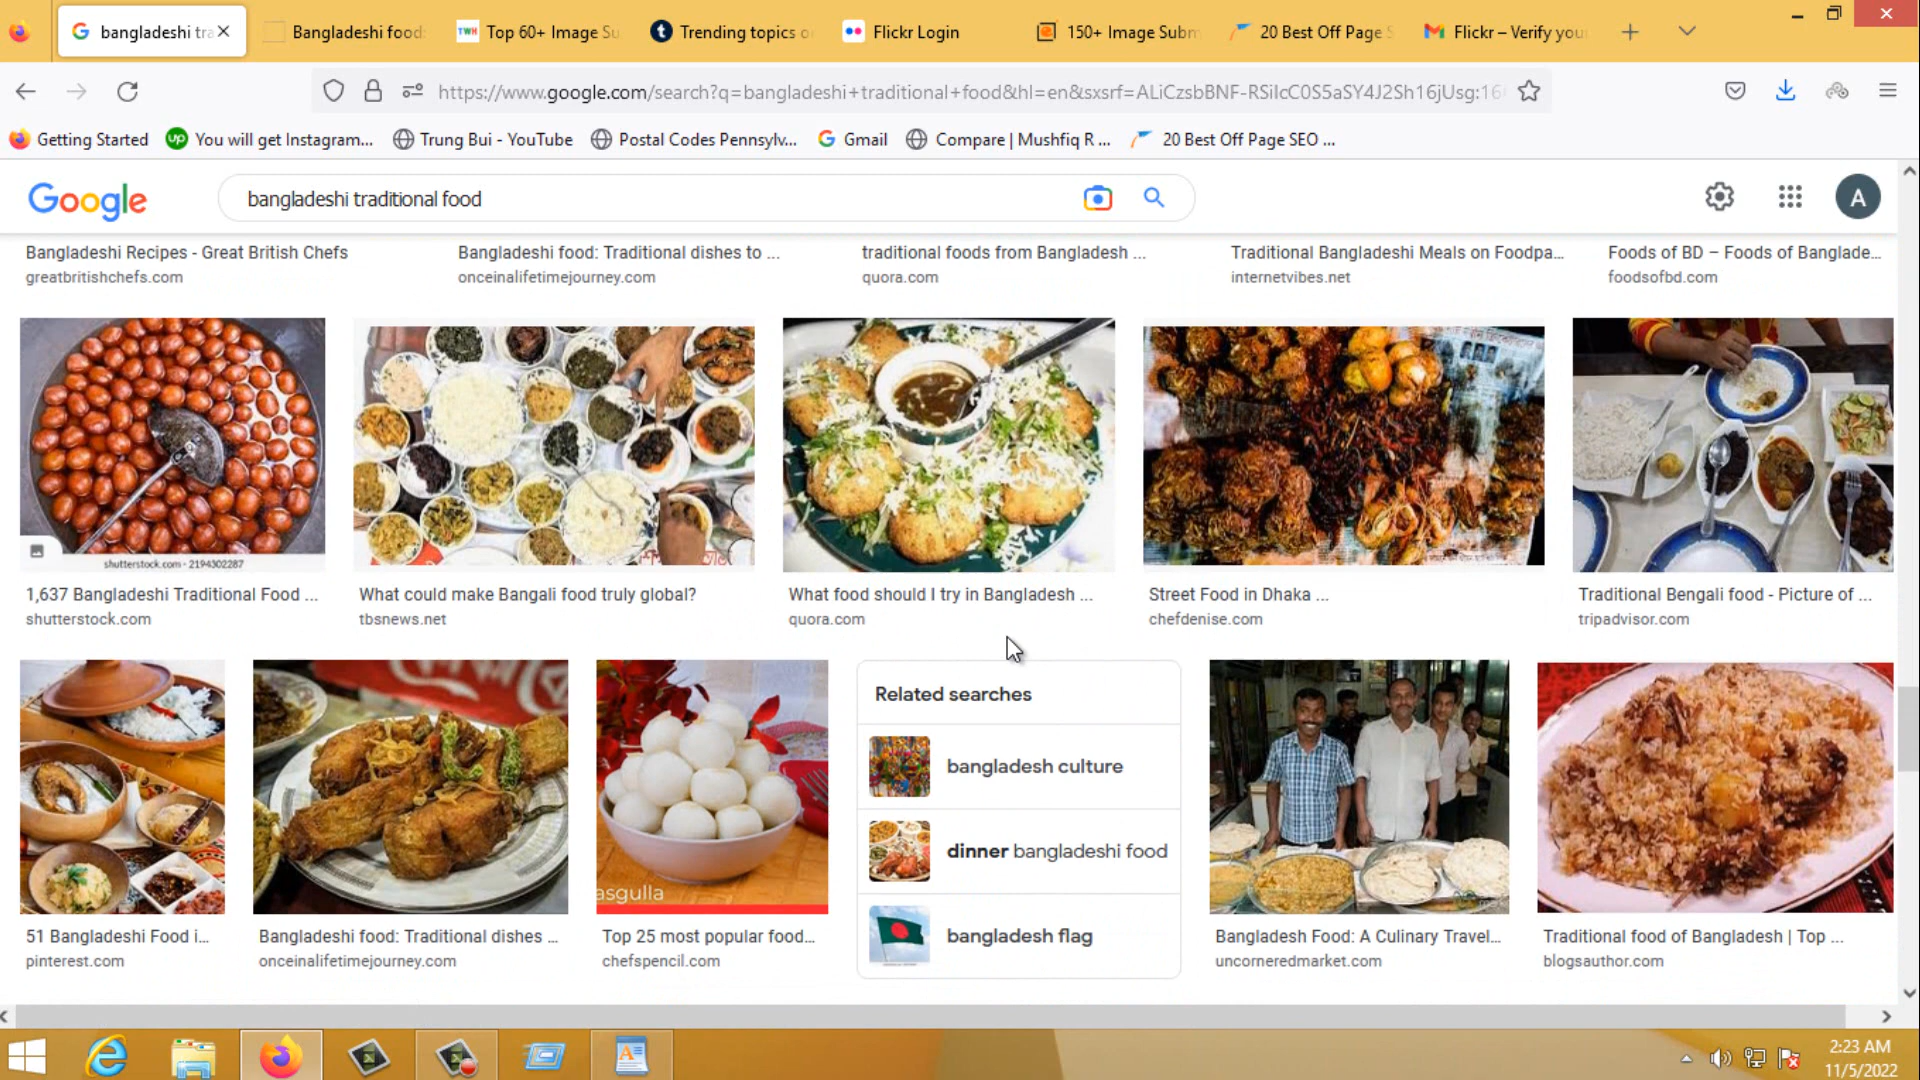 bangladeshi tra
Bangladeshi food:
TWH Top 60+ Image Su
Trending topics o
Flickr Login
150+ Image Subm
20 Best Off Page S
Flickr – Verify you
https://www.google.com/search?q=bangladeshi+traditional+food&hl=en&sxsrf=ALiCzsbBNF-RSiIcC0S5aSY4J2Sh16jUsg:16
Getting Started
up You will get Instagram...
Trung Bui - YouTube
Postal Codes Pennsylv...
Gmail
Compare | Mushfiq R ...
20 Best Off Page SEO ...
Google
bangladeshi traditional food
A
Bangladeshi Recipes - Great British Chefs
greatbritishchefs.com
Bangladeshi food: Traditional dishes to ...
onceinalifetimejourney.com
traditional foods from Bangladesh ...
quora.com
Traditional Bangladeshi Meals on Foodpa...
internetvibes.net
Foods of BD – Foods of Banglade...
foodsofbd.com
shutterstock.com - 2194302287
1,637 Bangladeshi Traditional Food ...
shutterstock.com
What could make Bangali food truly global?
tbsnews.net
What food should I try in Bangladesh ...
quora.com
Street Food in Dhaka ...
chefdenise.com
Traditional Bengali food - Picture of ...
tripadvisor.com
51 Bangladeshi Food i...
pinterest.com
Bangladeshi food: Traditional dishes ...
onceinalifetimejourney.com
asgulla
Top 25 most popular food...
chefspencil.com
Related searches
bangladesh culture
dinner bangladeshi food
bangladesh flag
Bangladesh Food: A Culinary Travel...
uncorneredmarket.com
Traditional food of Bangladesh | Top ...
blogsauthor.com
2:23 AM
11/5/2022